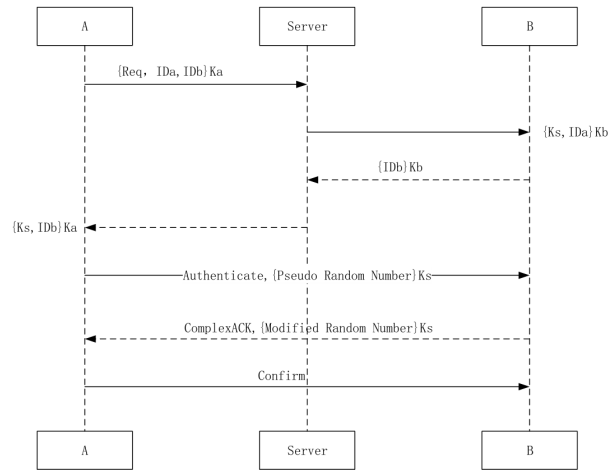 A Server B
{Req, IDa,IDb}Ka
{Ks,IDa}Kb
{IDb}Kb
{Ks,IDb}Ka
Authenticate,{Pseudo Random Number}Ks
ComplexACK,{Modified Random Number}Ks
Confirm
A Server B